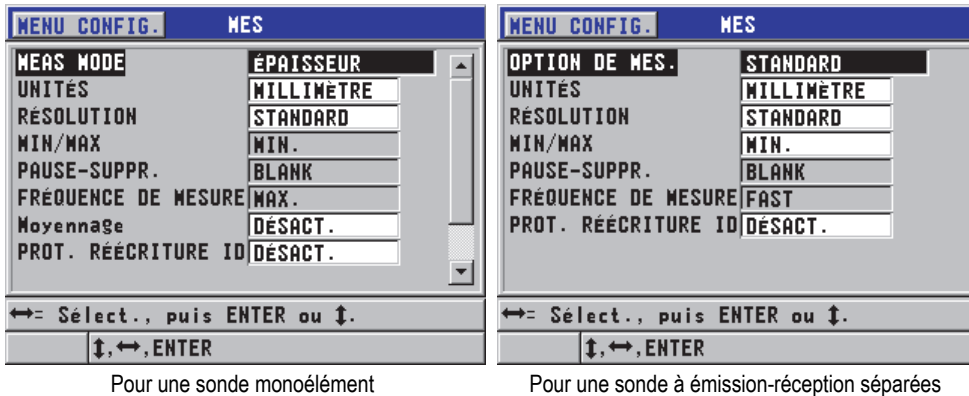 MENU CONFIG. MES
MEAS MODE ÉPAISSEUR
UNITÉS MILLIMÈTRE
RÉSOLUTION STANDARD
MIN/MAX MIN.
PAUSE-SUPPR. BLANK
FRÉQUENCE DE MESURE MAX.
Moyennage DÉSACT.
PROT. RÉÉCRITURE ID DÉSACT.
↔= Sélect., puis ENTER ou ↕.
↕,↔,ENTER
Pour une sonde monoélément
MENU CONFIG. MES
OPTION DE MES. STANDARD
UNITÉS MILLIMÈTRE
RÉSOLUTION STANDARD
MIN/MAX MIN.
PAUSE-SUPPR. BLANK
FRÉQUENCE DE MESURE FAST
PROT. RÉÉCRITURE ID DÉSACT.
↔= Sélect., puis ENTER ou ↕.
↕,↔,ENTER
Pour une sonde à émission-réception séparées